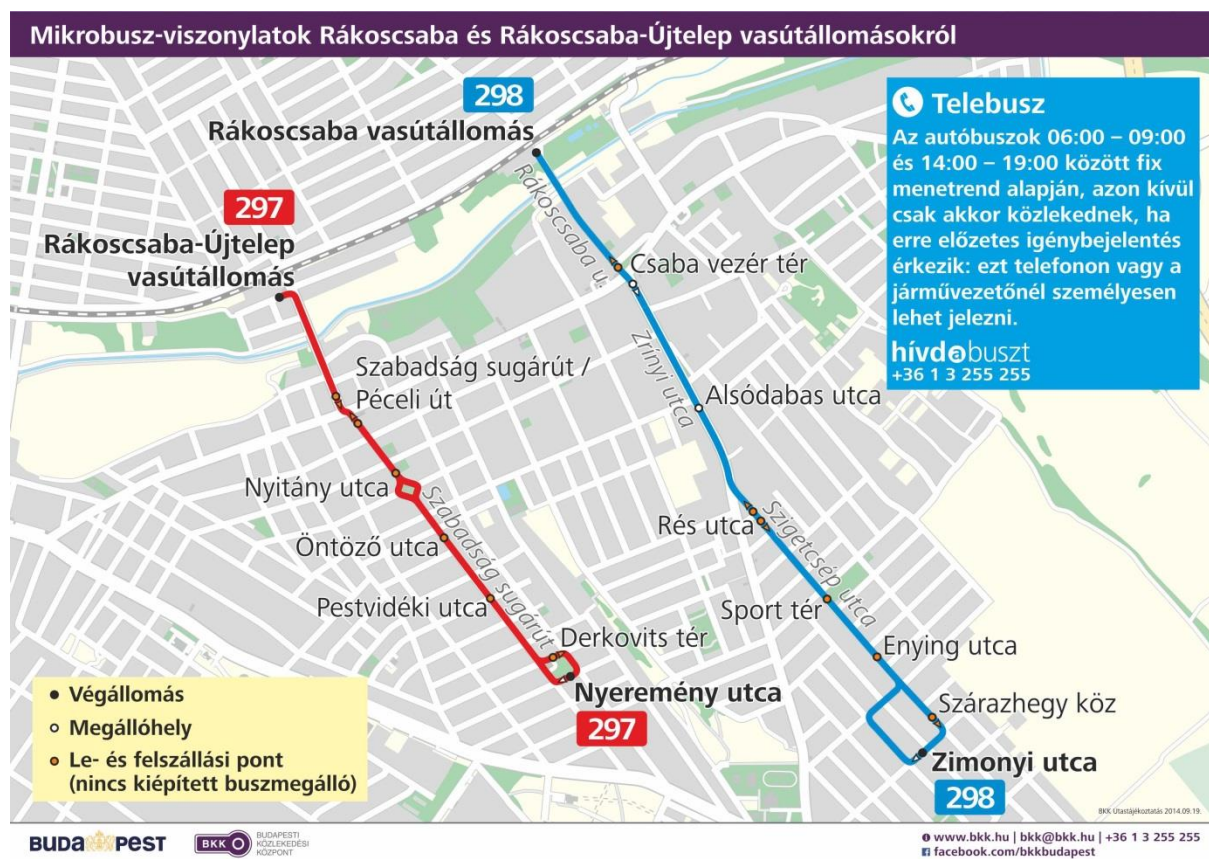 Mikrobusz-viszonylatok Rákoscsaba és Rákoscsaba-Újtelep vasútállomásokról
298
Rákoscsaba vasútállomás
297
Rákoscsaba-Újtelep
vasútállomás
Telebusz
Az autóbuszok 06:00 – 09:00
és 14:00 – 19:00 között fix
menetrend alapján, azon kívül
csak akkor közlekednek, ha
erre előzetes igénybejelentés
érkezik: ezt telefonon vagy a
járművezetőnél személyesen
lehet jelezni.
hívdabuszt
+36 1 3 255 255
Rákoscsaba u.
Csaba vezér tér
Zrínyi utca
Szabadság sugárút /
Péceli út
Alsódabas utca
Nyitány utca
Szabadság sugárút
Rés utca
Szigetcsép utca
Öntöző utca
Pestvidéki utca
Sport tér
Derkovits tér
Enying utca
Nyeremény utca
297
Szárazhegy köz
Zimonyi utca
298
Végállomás
Megállóhely
Le- és felszállási pont
(nincs kiépített buszmegálló)
BKK Utastájékoztatás 2014.09.19.
BUDAPEST
BKK
BUDAPESTI
KÖZLEKEDÉSI
KÖZPONT
www.bkk.hu | bkk@bkk.hu | +36 1 3 255 255
facebook.com/bkkbudapest